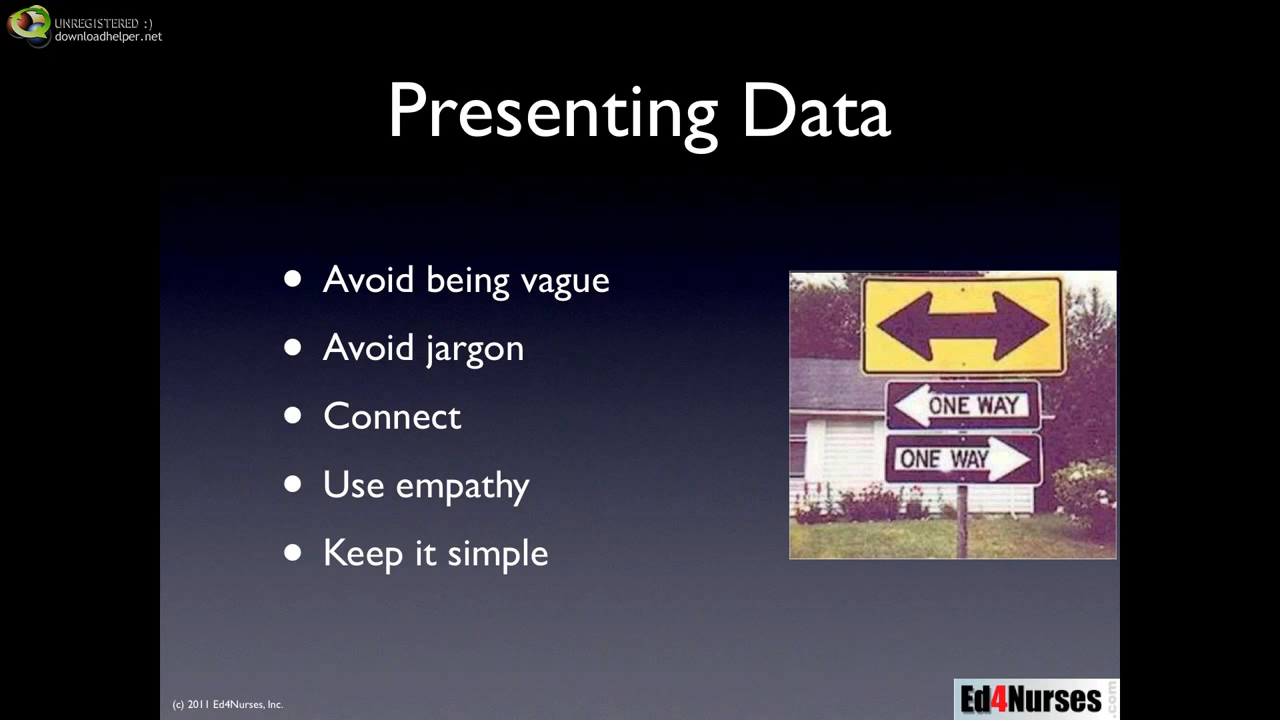 UNREGISTERED :)
downloadhelper.net
Presenting Data
• Avoid being vague
• Avoid jargon
• Connect
• Use empathy
• Keep it simple
ONE WAY
ONE WAY
(c) 2011 Ed4Nurses, Inc.
Ed4Nurses.com